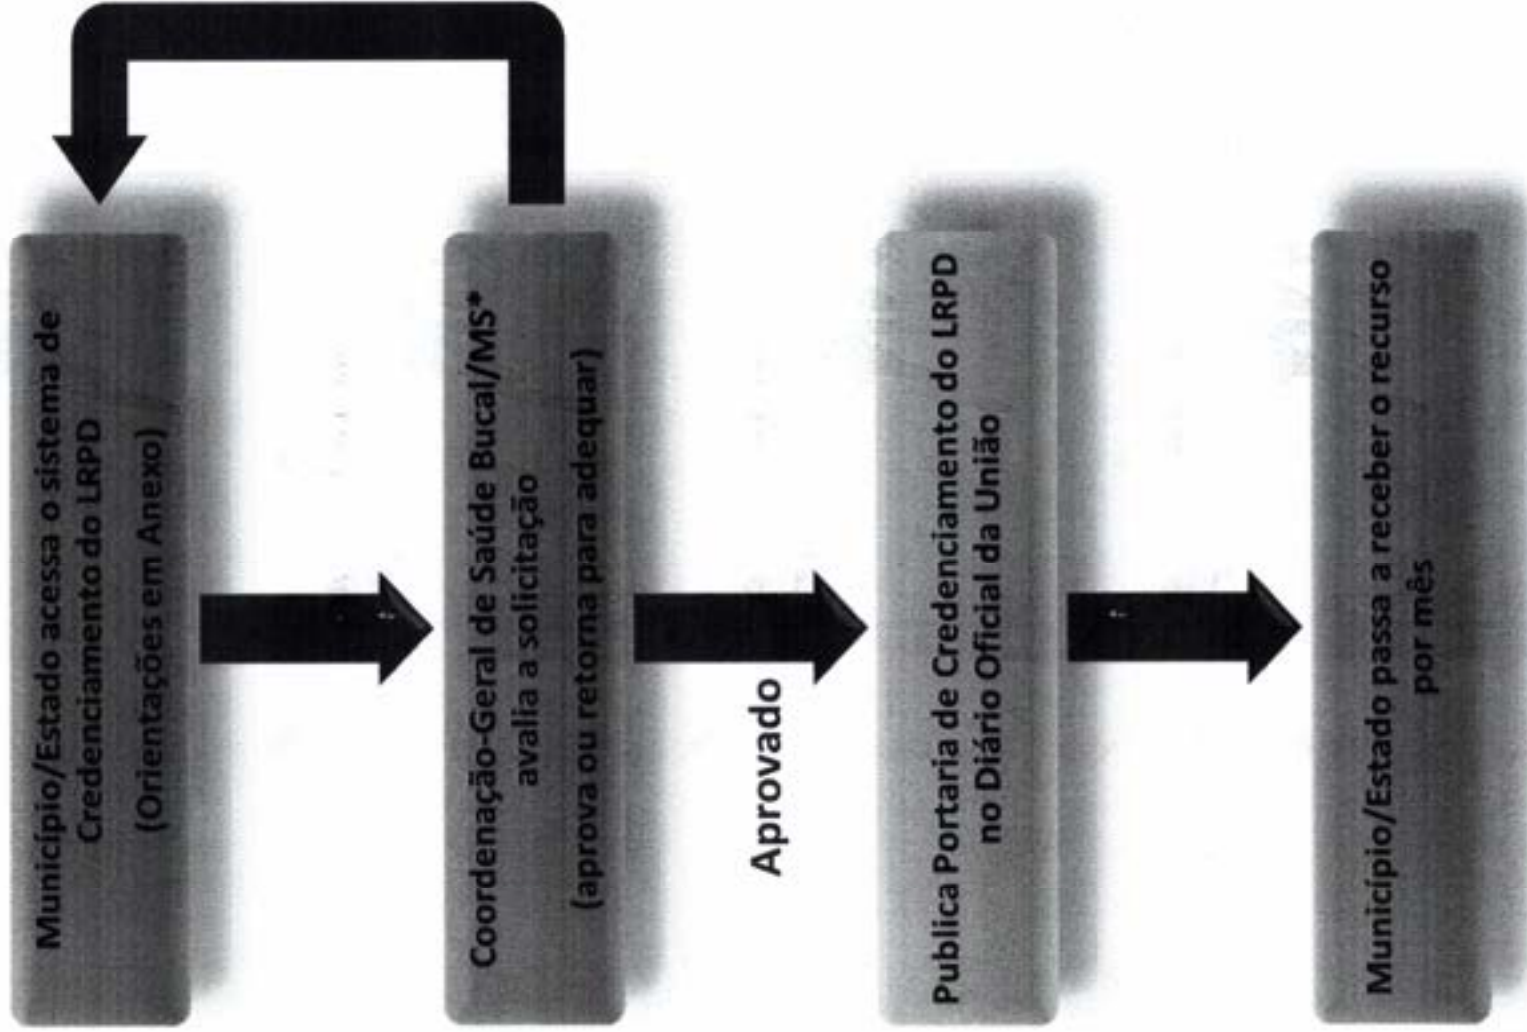 Município/Estado acessa o sistema de
Credenciamento do LRPD
(Orientações em Anexo)
Coordenação-Geral de Saúde Bucal/MS*
avalia a solicitação
(aprova ou retorna para adequar)
Aprovado
Publica Portaria de Credenciamento do LRPD
no Diário Oficial da União
Município/Estado passa a receber o recurso
por mês